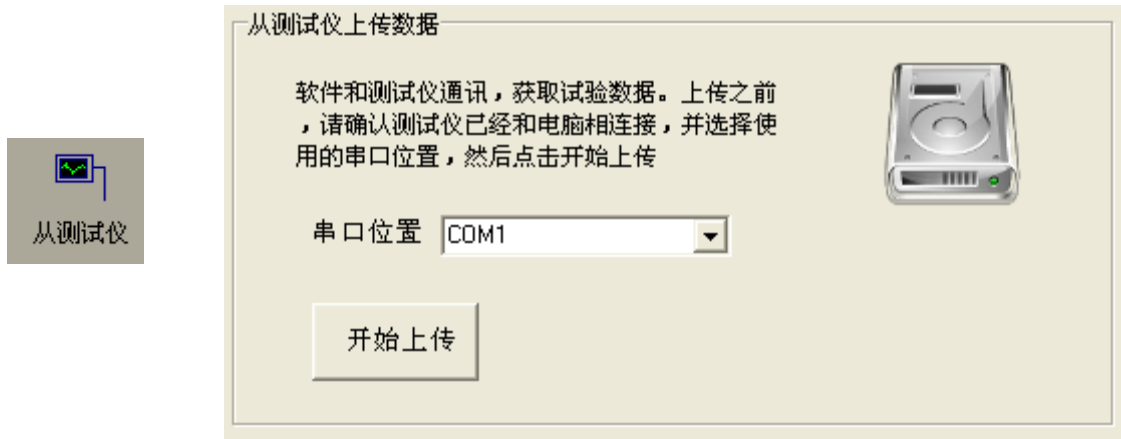 从测试仪上传数据
软件和测试仪通讯，获取试验数据。上传之前
，请确认测试仪已经和电脑相连接，并选择使
用的串口位置，然后点击开始上传
从测试仪
串口位置 COM1
开始上传